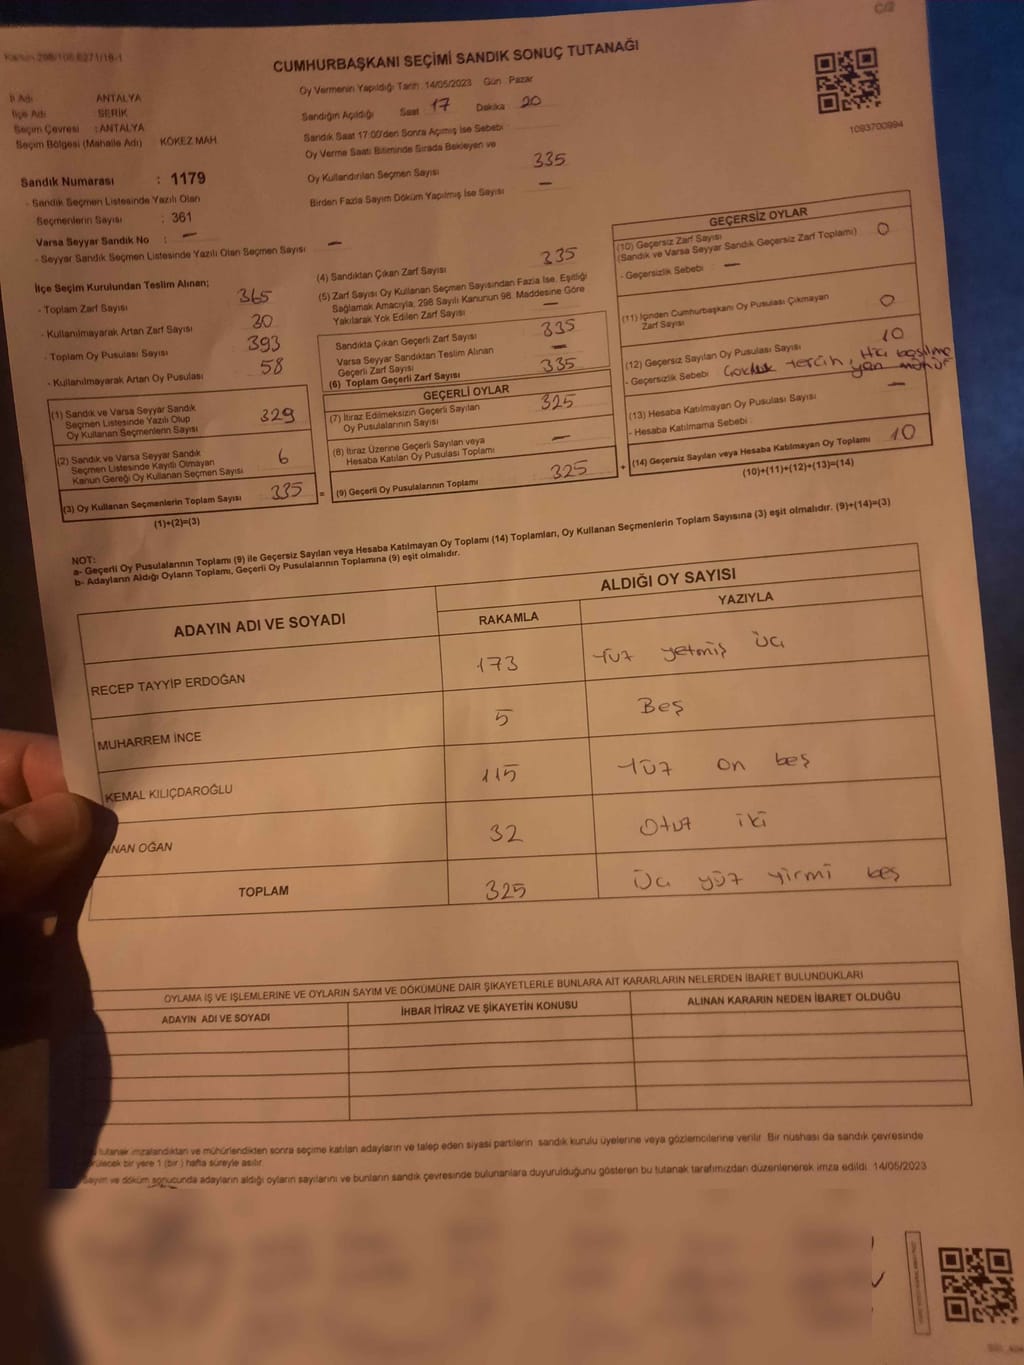 C/2
CUMHURBAŞKANI SEÇİMİ SANDIK SONUÇ TUTANAĞI
Oy Vermenin Yapıldığı Tarih :14/05/2023 Gün :Pazar
Sandığın Açıldığı Saat 17 Dakika 20
Sandık Saat 17:00'den Sonra Açımış İse Sebebi
Oy Verme Saati Bitiminde Sırada Bekleyen ve
Oy Kullandırılan Seçmen Sayısı 335
Birden Fazla Sayım Döküm Yapılmış İse Sayısı —
1093700994
İl Adı : ANTALYA
İlçe Adı : SERİK
Seçim Çevresi : ANTALYA
Seçim Bölgesi (Mahalle Adı) KÖKEZ MAH
Sandık Numarası : 1179
- Sandık Seçmen Listesinde Yazılı Olan
Seçmenlerin Sayısı : 361
Varsa Seyyar Sandık No : —
- Seyyar Sandık Seçmen Listesinde Yazılı Olan Seçmen Sayısı —
İlçe Seçim Kurulundan Teslim Alınan;
- Toplam Zarf Sayısı 365
- Kullanılmayarak Artan Zarf Sayısı 30
- Toplam Oy Pusulası Sayısı 393
- Kullanılmayarak Artan Oy Pusulası 58
(1) Sandık ve Varsa Seyyar Sandık
Seçmen Listesinde Yazılı Olup
Oy Kullanan Seçmenlerin Sayısı 329
(2) Sandık ve Varsa Seyyar Sandık
Seçmen Listesinde Kayıtlı Olmayan
Kanun Gereği Oy Kullanan Seçmen Sayısı 6
(3) Oy Kullanan Seçmenlerin Toplam Sayısı 335
(1)+(2)=(3)
(4) Sandıktan Çıkan Zarf Sayısı 335
(5) Zarf Sayısı Oy Kullanan Seçmen Sayısından Fazla İse, Eşitliği
Sağlamak Amacıyla, 298 Sayılı Kanunun 98. Maddesine Göre
Yakılarak Yok Edilen Zarf Sayısı —
Sandıkta Çıkan Geçerli Zarf Sayısı 335
Varsa Seyyar Sandıktan Teslim Alınan
Geçerli Zarf Sayısı —
(6) Toplam Geçerli Zarf Sayısı 335
GEÇERLİ OYLAR
(7) İtiraz Edilmeksizin Geçerli Sayılan
Oy Pusulalarının Sayısı 325
(8) İtiraz Üzerine Geçerli Sayılan veya
Hesaba Katılan Oy Pusulası Toplamı —
= (9) Geçerli Oy Pusulalarının Toplamı 325
GEÇERSİZ OYLAR
(10) Geçersiz Zarf Sayısı
(Sandık ve Varsa Seyyar Sandık Geçersiz Zarf Toplamı) 0
- Geçersizlik Sebebi : —
(11) İçinden Cumhurbaşkanı Oy Pusulası Çıkmayan
Zarf Sayısı 0
(12) Geçersiz Sayılan Oy Pusulası Sayısı 10
- Geçersizlik Sebebi : tercih, Hiç basılmo
yan mühür
(13) Hesaba Katılmayan Oy Pusulası Sayısı —
- Hesaba Katılmama Sebebi :
+ (14) Geçersiz Sayılan veya Hesaba Katılmayan Oy Toplamı 10
(10)+(11)+(12)+(13)=(14)
NOT:
a- Geçerli Oy Pusulalarının Toplamı (9) ile Geçersiz Sayılan veya Hesaba Katılmayan Oy Toplamı (14) Toplamları, Oy Kullanan Seçmenlerin Toplam Sayısına (3) eşit olmalıdır. (9)+(14)=(3)
b- Adayların Aldığı Oyların Toplamı, Geçerli Oy Pusulalarının Toplamına (9) eşit olmalıdır.
ADAYIN ADI VE SOYADI
ALDIĞI OY SAYISI
RAKAMLA YAZIYLA
RECEP TAYYİP ERDOĞAN 173 Yüz yetmiş üç
MUHARREM İNCE 5 Beş
KEMAL KILIÇDAROĞLU 115 Yüz on beş
NAN OĞAN 32 Otuz iki
TOPLAM 325 Üç yüz yirmi beş
OYLAMA İŞ VE İŞLEMLERİNE VE OYLARIN SAYIM VE DÖKÜMÜNE DAİR ŞİKAYETLERLE BUNLARA AİT KARARLARIN NELERDEN İBARET BULUNDUKLARI
ADAYIN ADI VE SOYADI İHBAR İTİRAZ VE ŞİKAYETİN KONUSU ALINAN KARARIN NEDEN İBARET OLDUĞU
tutanak imzalandıktan ve mühürlendikten sonra seçime katılan adayların ve talep eden siyasi partilerin sandık kurulu üyelerine veya gözlemcilerine verilir. Bir nüshası da sandık çevresinde
bir yere 1 (bir) hafta süreyle asılır.
Sayım ve döküm sonucunda adayların aldığı oyların sayılarını ve bunların sandık çevresinde bulunanlara duyurulduğunu gösteren bu tutanak tarafımızdan düzenlenerek imza edildi. 14/05/2023